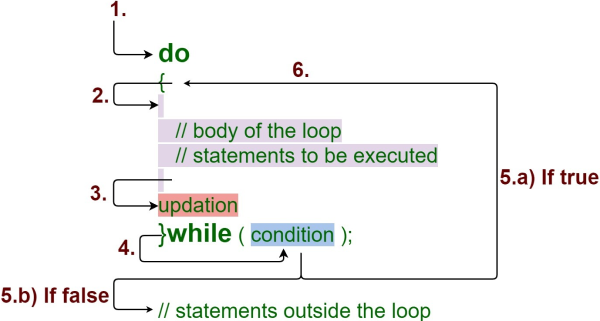 1.
do
{
6.
2.
// body of the loop
// statements to be executed
5.a) If true
3.
updation
}while ( condition );
4.
5.b) If false
// statements outside the loop